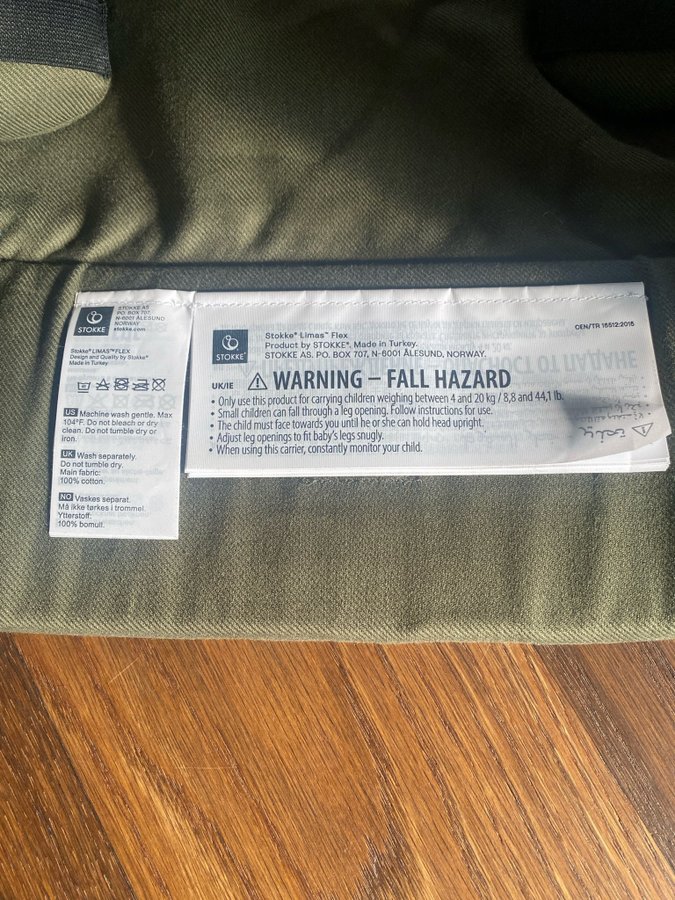 STOKKE
STOKKE AS
PO. BOX 707,
N-6001 ÅLESUND
NORWAY
stokke.com
Stokke® LIMAS™ FLEX
Design and Quality by Stokke®
Made in Turkey
US Machine wash gentle. Max
104°F. Do not bleach or dry
clean. Do not tumble dry or
iron.
UK Wash separately.
Do not tumble dry.
Main fabric:
100% cotton.
NO Vaskes separat.
Må ikke tørkes i trommel.
Ytterstoff:
100% bomull.
STOKKE®
Stokke® Limas™ Flex
Product by STOKKE®, Made in Turkey.
STOKKE AS. PO. BOX 707, N-6001 ÅLESUND, NORWAY.
CEN/TR 16512:2015
UK/IE WARNING – FALL HAZARD
• Only use this product for carrying children weighing between 4 and 20 kg / 8,8 and 44,1 lb.
• Small children can fall through a leg opening. Follow instructions for use.
• The child must face towards you until he or she can hold head upright.
• Adjust leg openings to fit baby's legs snugly.
• When using this carrier, constantly monitor your child.